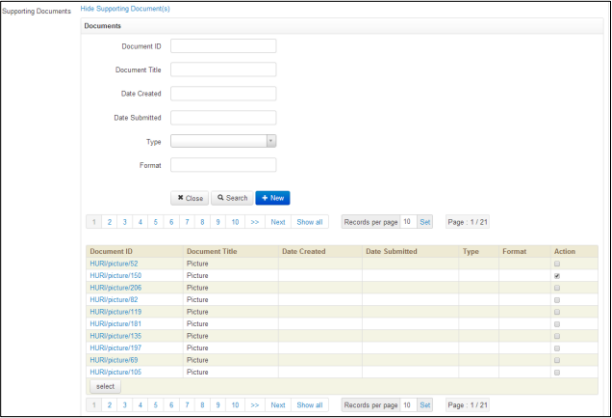 Supporting Documents Hide Supporting Document(s)
Documents
Document ID
Document Title
Date Created
Date Submitted
Type
Format
✖ Close Search + New
1 2 3 4 5 6 7 8 9 10 >> Next Show all Records per page 10 Set Page : 1 / 21
Document ID Document Title Date Created Date Submitted Type Format Action
HURI/picture/52 Picture
HURI/picture/150 Picture
HURI/picture/206 Picture
HURI/picture/82 Picture
HURI/picture/119 Picture
HURI/picture/181 Picture
HURI/picture/135 Picture
HURI/picture/197 Picture
HURI/picture/69 Picture
HURI/picture/105 Picture
select
1 2 3 4 5 6 7 8 9 10 >> Next Show all Records per page 10 Set Page : 1 / 21